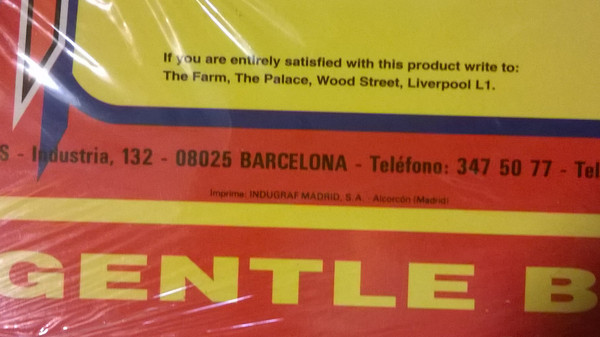 If you are entirely satisfied with this product write to:
The Farm, The Palace, Wood Street, Liverpool L1.
S - Industria, 132 - 08025 BARCELONA - Teléfono: 347 50 77 - Tel
Imprime: INDUGRAF MADRID, S.A. - Alcorcón (Madrid)
GENTLE B